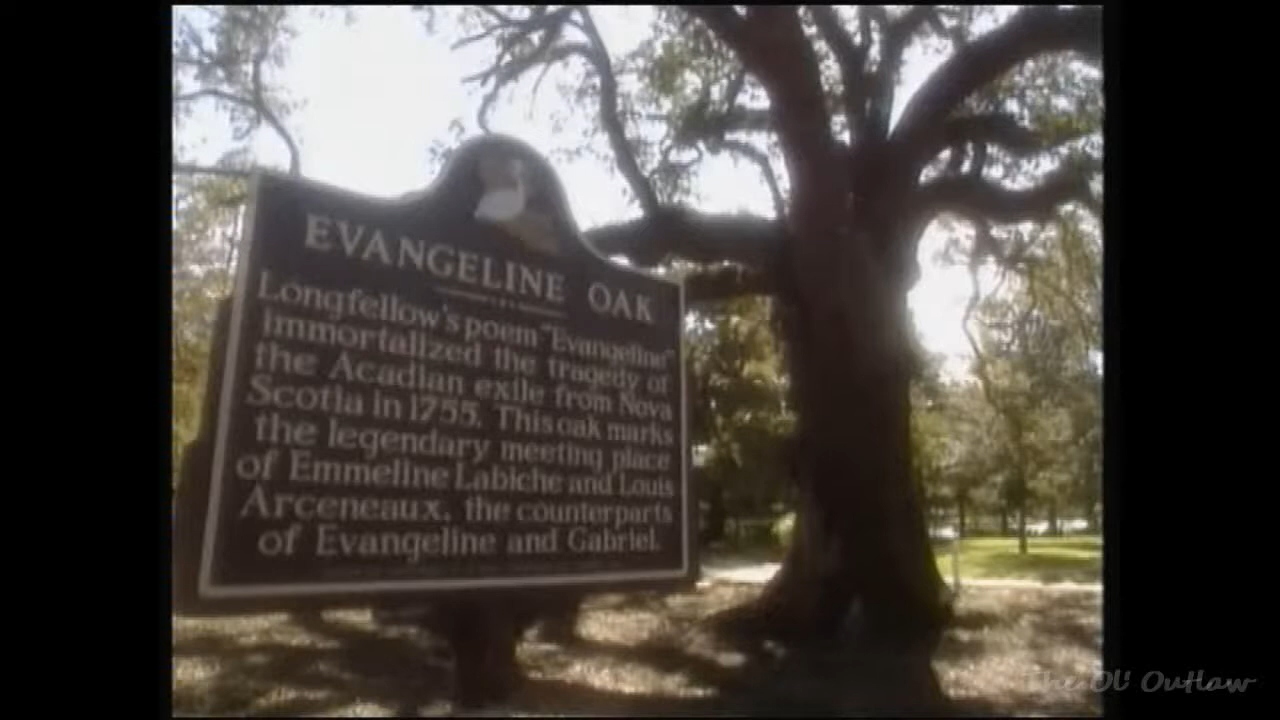 EVANGELINE OAK
Longfellow's poem "Evangeline"
immortalized the tragedy of
the Acadian exile from Nova
Scotia in 1755. This oak marks
the legendary meeting place
of Emmeline Labiche and Louis
Arceneaux, the counterparts
of Evangeline and Gabriel.
The Ol' Outlaw